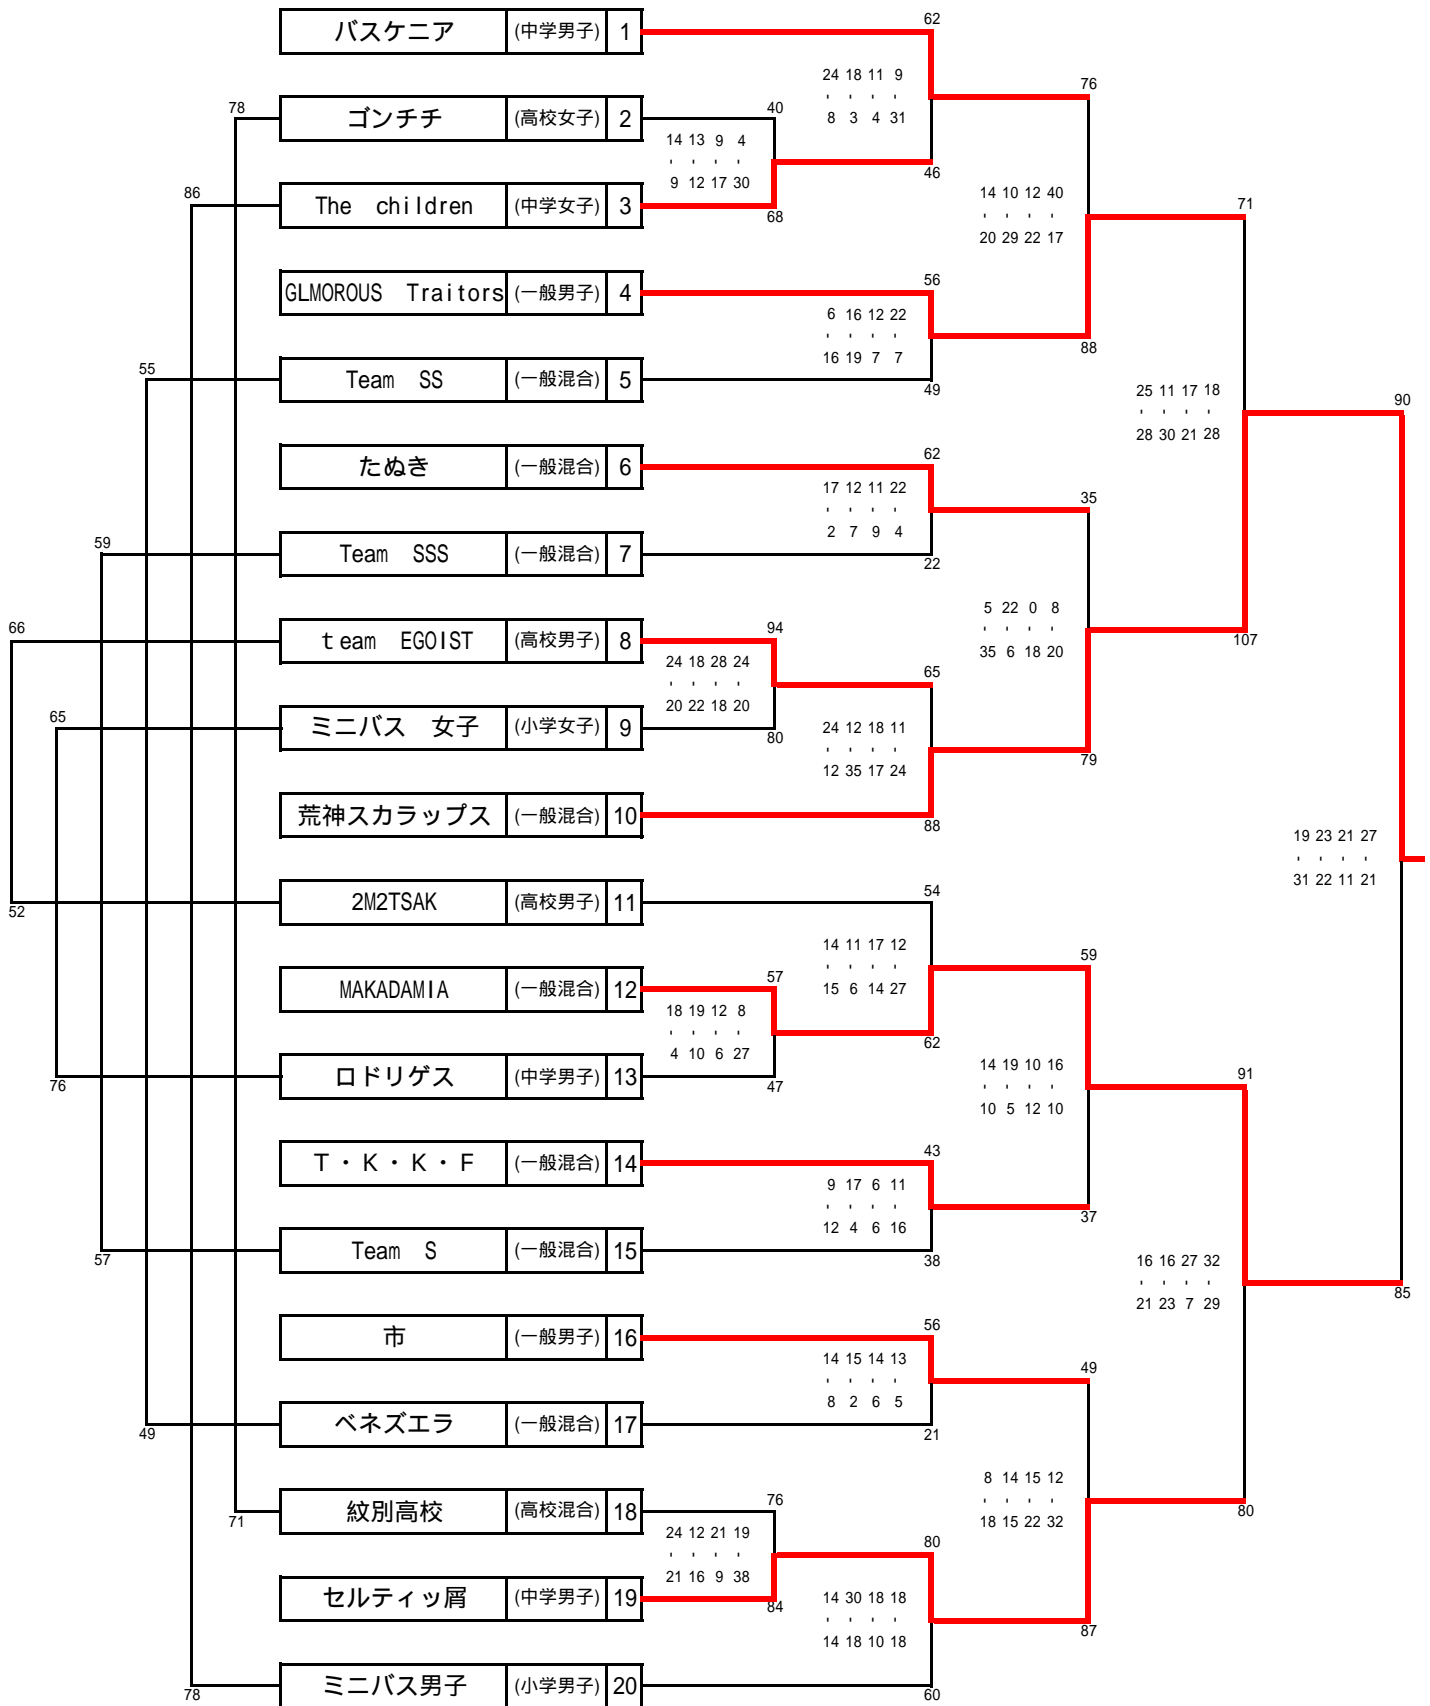 バスケニア (中学男子) 1
62
24 18 11 9
8 3 4 31
76
78
ゴンチチ (高校女子) 2
40
14 13 9 4
9 12 17 30
46
86
The children (中学女子) 3
68
14 10 12 40
20 29 22 17
71
GLMOROUS Traitors (一般男子) 4
56
6 16 12 22
16 19 7 7
88
55
Team SS (一般混合) 5
49
25 11 17 18
28 30 21 28
90
たぬき (一般混合) 6
62
17 12 11 22
2 7 9 4
35
59
Team SSS (一般混合) 7
22
5 22 0 8
35 6 18 20
107
66
team EGOIST (高校男子) 8
94
24 18 28 24
20 22 18 20
65
65
ミニバス 女子 (小学女子) 9
80
24 12 18 11
12 35 17 24
79
荒神スカラップス (一般混合) 10
88
19 23 21 27
31 22 11 21
52
2M2TSAK (高校男子) 11
54
14 11 17 12
15 6 14 27
59
MAKADAMIA (一般混合) 12
57
18 19 12 8
4 10 6 27
62
76
ロドリゲス (中学男子) 13
47
14 19 10 16
10 5 12 10
91
T・K・K・F (一般混合) 14
43
9 17 6 11
12 4 6 16
37
57
Team S (一般混合) 15
38
16 16 27 32
21 23 7 29
85
市 (一般男子) 16
56
14 15 14 13
8 2 6 5
49
49
ベネズエラ (一般混合) 17
21
8 14 15 12
18 15 22 32
80
71
紋別高校 (高校混合) 18
76
24 12 21 19
21 16 9 38
80
セルティッ屑 (中学男子) 19
84
14 30 18 18
14 18 10 18
87
78
ミニバス男子 (小学男子) 20
60